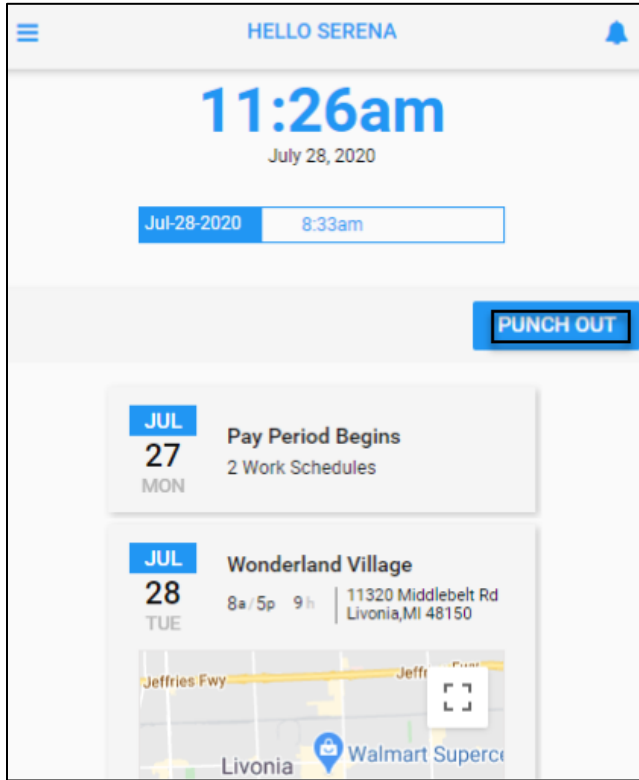 HELLO SERENA
11:26am
July 28, 2020
Jul-28-2020 8:33am
PUNCH OUT
JUL
27
MON
Pay Period Begins
2 Work Schedules
JUL
28
TUE
Wonderland Village
8a/5p 9h
11320 Middlebelt Rd
Livonia,MI 48150
Jeffries Fwy
Livonia
Walmart